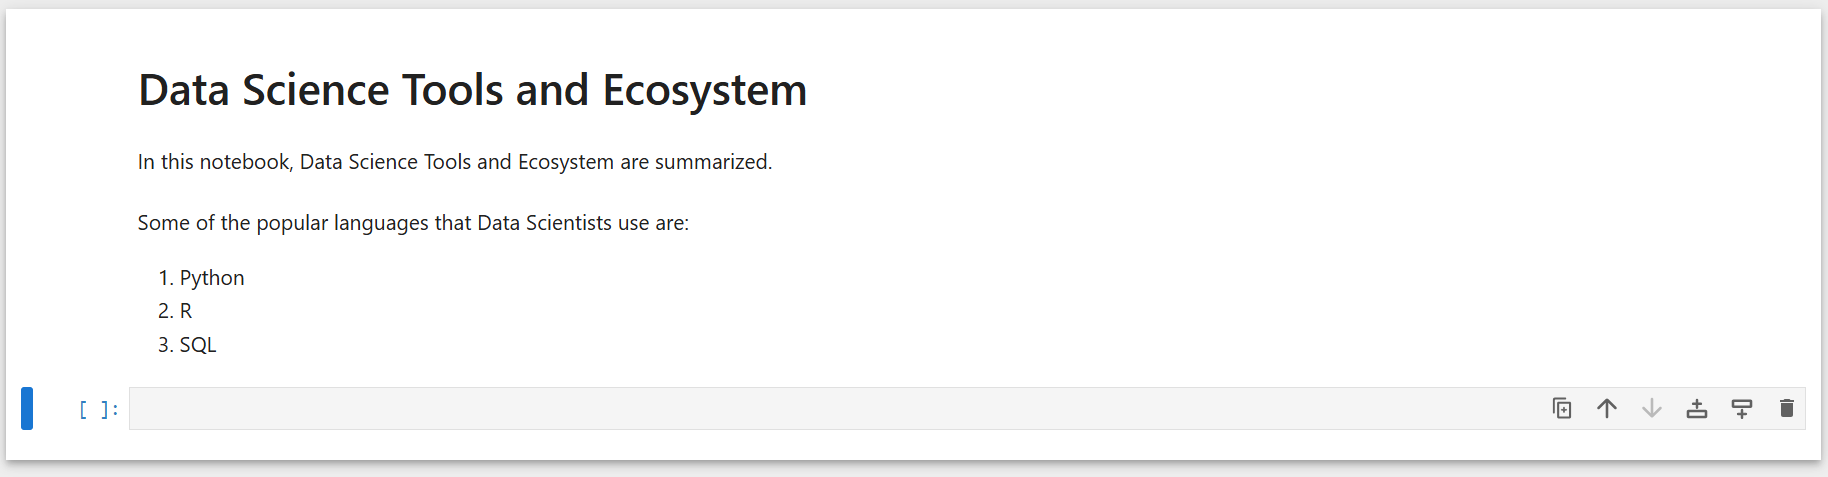 Data Science Tools and Ecosystem
In this notebook, Data Science Tools and Ecosystem are summarized.
Some of the popular languages that Data Scientists use are:
1. Python
2. R
3. SQL
[ ]: